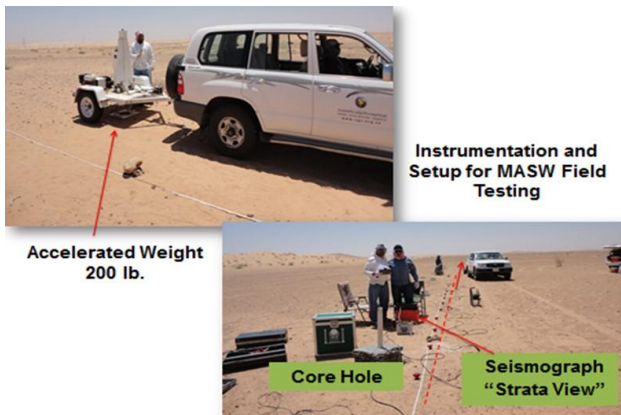 Instrumentation and
Setup for MASW Field
Testing
Accelerated Weight
200 lb.
Core Hole
Seismograph
“Strata View”